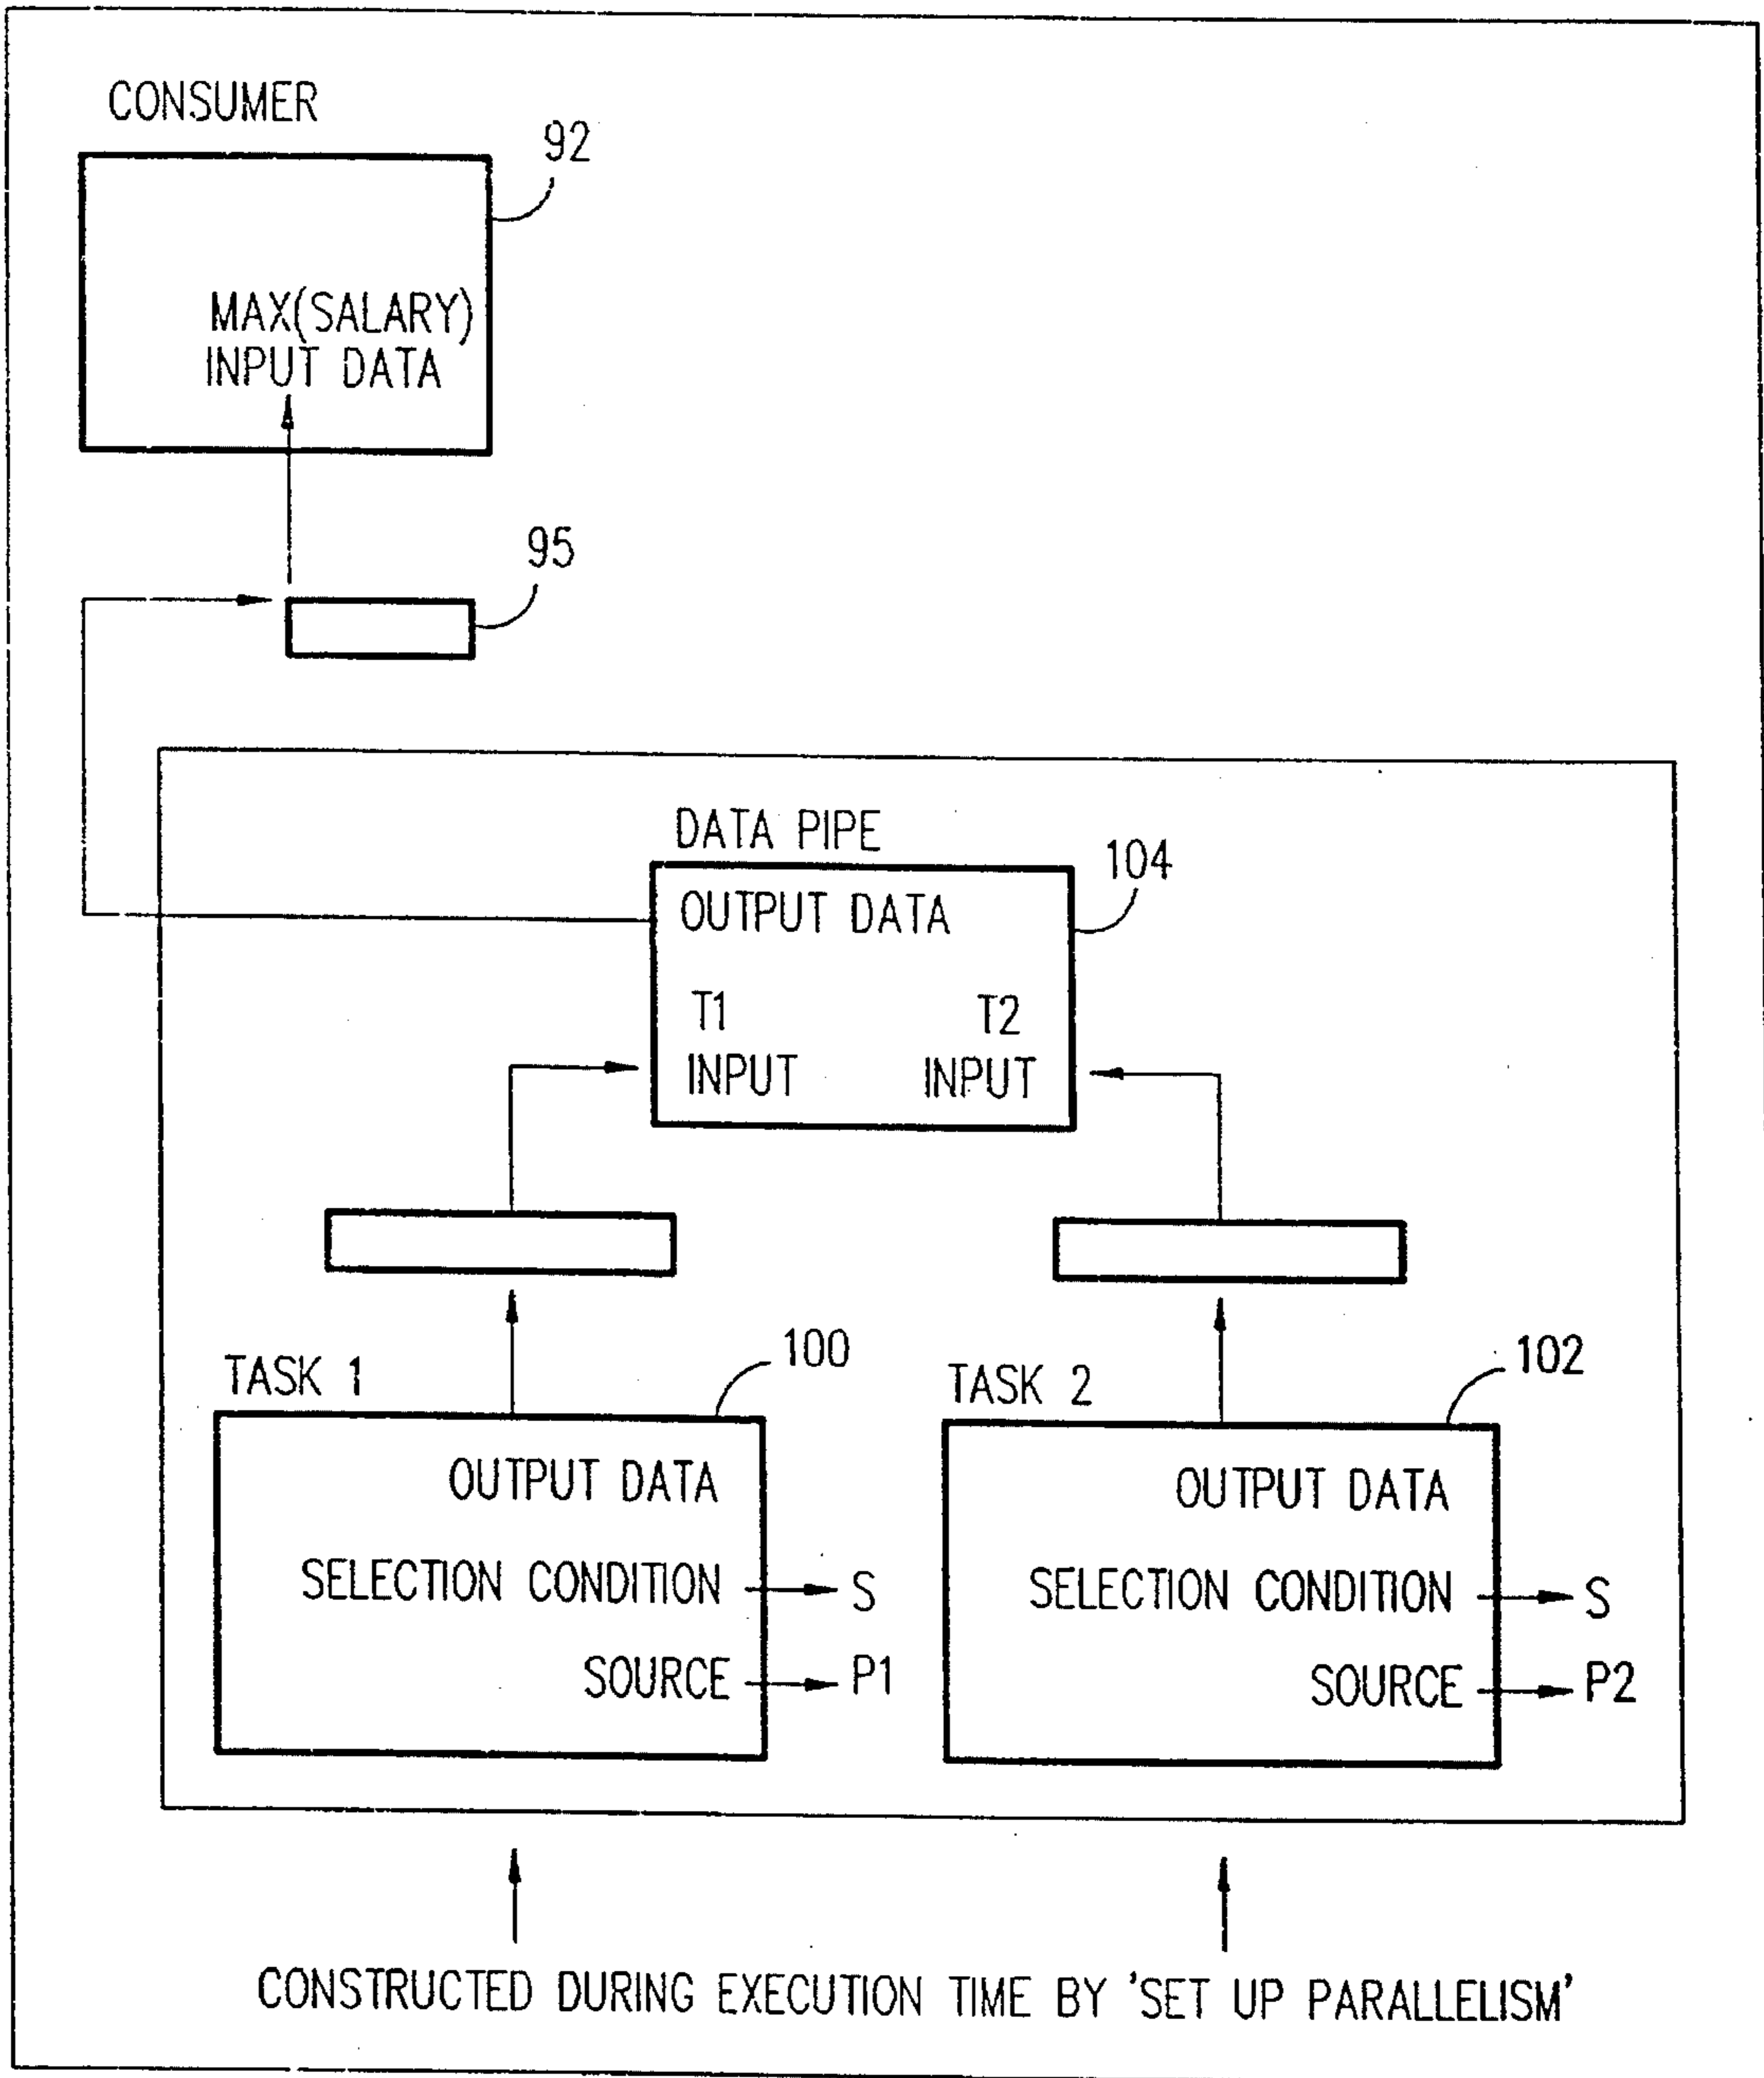 CONSUMER
92
MAX(SALARY)
INPUT DATA
95
DATA PIPE
104
OUTPUT DATA
T1 T2
INPUT INPUT
TASK 1
100
TASK 2
102
OUTPUT DATA
SELECTION CONDITION S
SOURCE P1
OUTPUT DATA
SELECTION CONDITION S
SOURCE P2
CONSTRUCTED DURING EXECUTION TIME BY 'SET UP PARALLELISM'